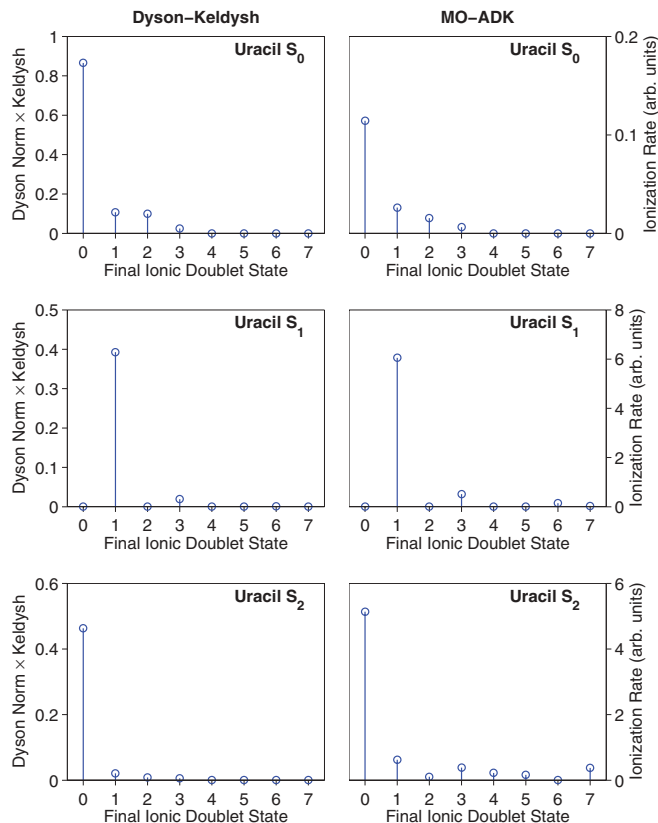 Dyson–Keldysh
MO–ADK
Uracil S0
1
0.8
0.6
0.4
0.2
0
Dyson Norm × Keldysh
0 1 2 3 4 5 6 7
Final Ionic Doublet State
Uracil S0
0.2
0.1
0
Ionization Rate (arb. units)
0 1 2 3 4 5 6 7
Final Ionic Doublet State
Uracil S1
0.5
0.4
0.3
0.2
0.1
0
Dyson Norm × Keldysh
0 1 2 3 4 5 6 7
Final Ionic Doublet State
Uracil S1
8
6
4
2
0
Ionization Rate (arb. units)
0 1 2 3 4 5 6 7
Final Ionic Doublet State
Uracil S2
0.6
0.4
0.2
0
Dyson Norm × Keldysh
0 1 2 3 4 5 6 7
Final Ionic Doublet State
Uracil S2
6
4
2
0
Ionization Rate (arb. units)
0 1 2 3 4 5 6 7
Final Ionic Doublet State